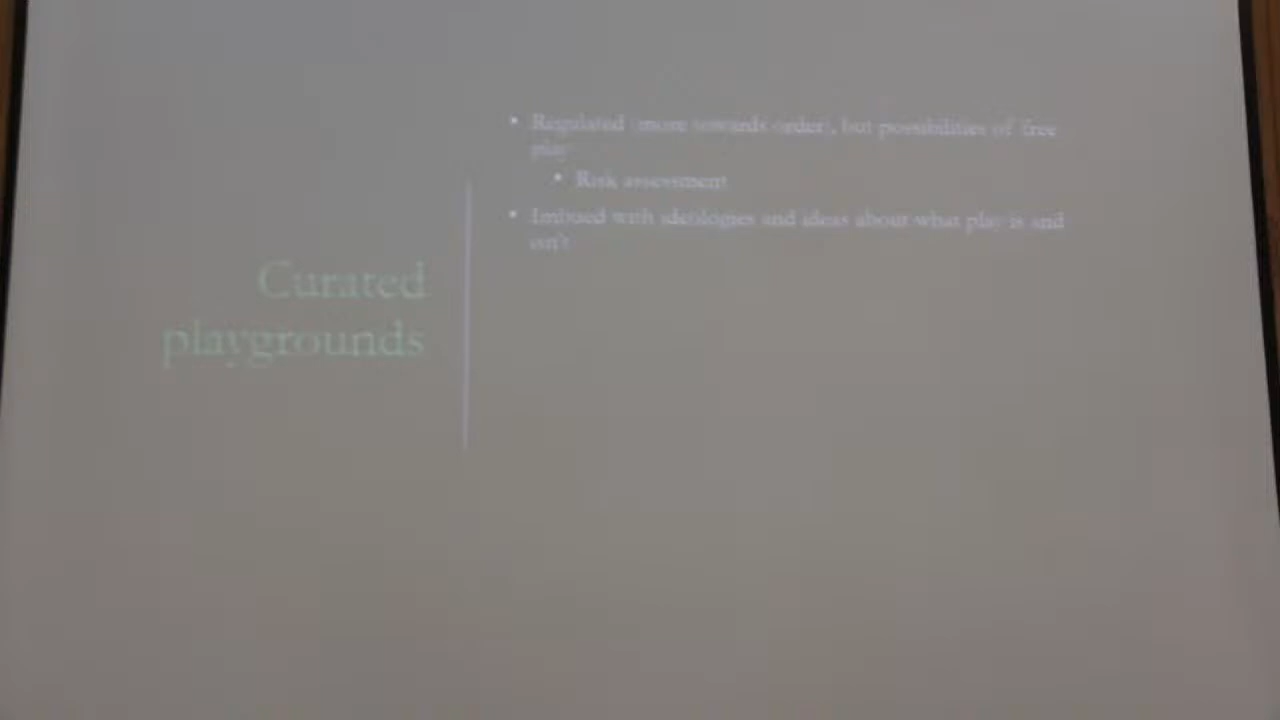 Curated
playgrounds
• Regulated (more towards order), but possibilities of free
play
• Risk assessment
• Imbued with ideologies and ideas about what play is and
isn't